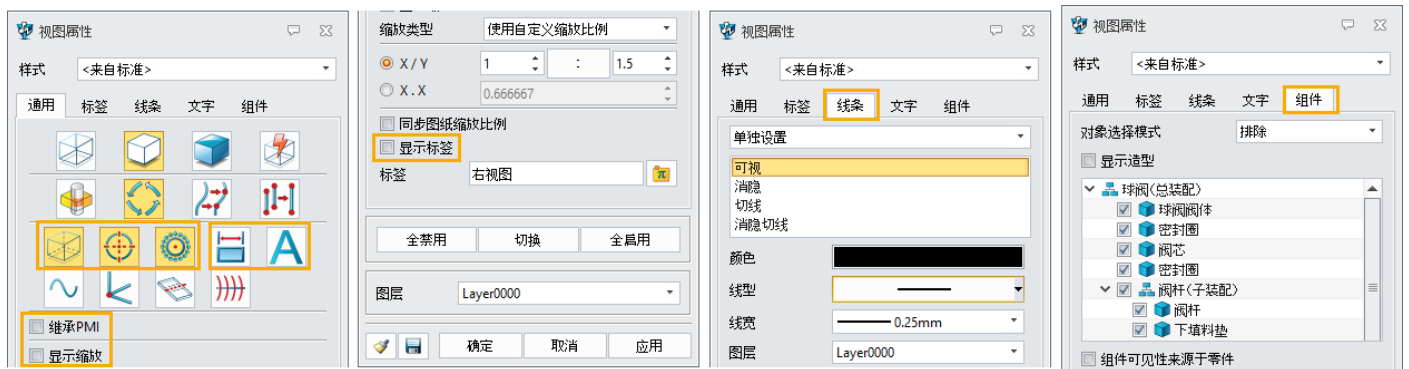 视图属性
样式 <来自标准>
通用 标签 线条 文字 组件
A
继承PMI
显示缩放
缩放类型 使用自定义缩放比例
X/Y 1 : 1.5
X.X 0.666667
同步图纸缩放比例
显示标签
标签 右视图
全禁用 切换 全启用
图层 Layer0000
确定 取消 应用
视图属性
样式 <来自标准>
通用 标签 线条 文字 组件
单独设置
可视
消隐
切线
消隐切线
颜色
线型
线宽 0.25mm
图层 Layer0000
视图属性
样式 <来自标准>
通用 标签 线条 文字 组件
对象选择模式 排除
显示造型
球阀(总装配)
球阀阀体
密封圈
阀芯
密封圈
阀杆(子装配)
阀杆
下填料垫
组件可见性来源于零件